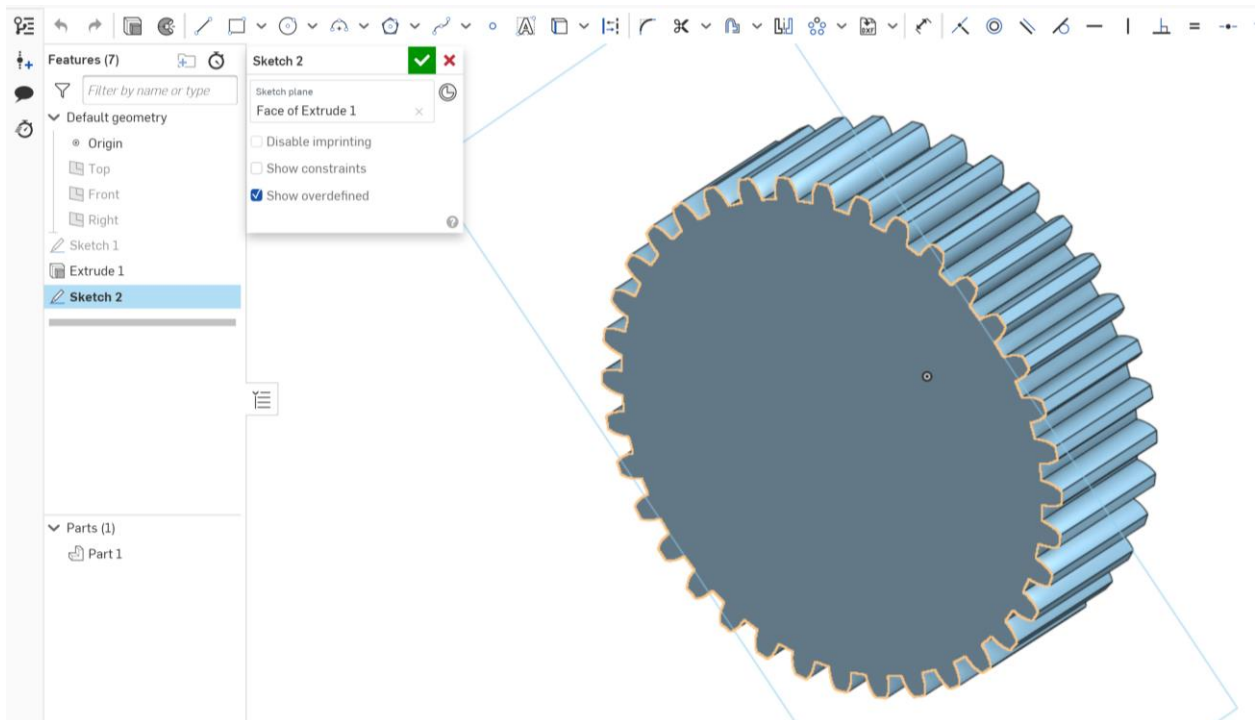 Features (7)
Filter by name or type
Default geometry
Origin
Top
Front
Right
Sketch 1
Extrude 1
Sketch 2
Parts (1)
Part 1
Sketch 2
Sketch plane
Face of Extrude 1
Disable imprinting
Show constraints
Show overdefined